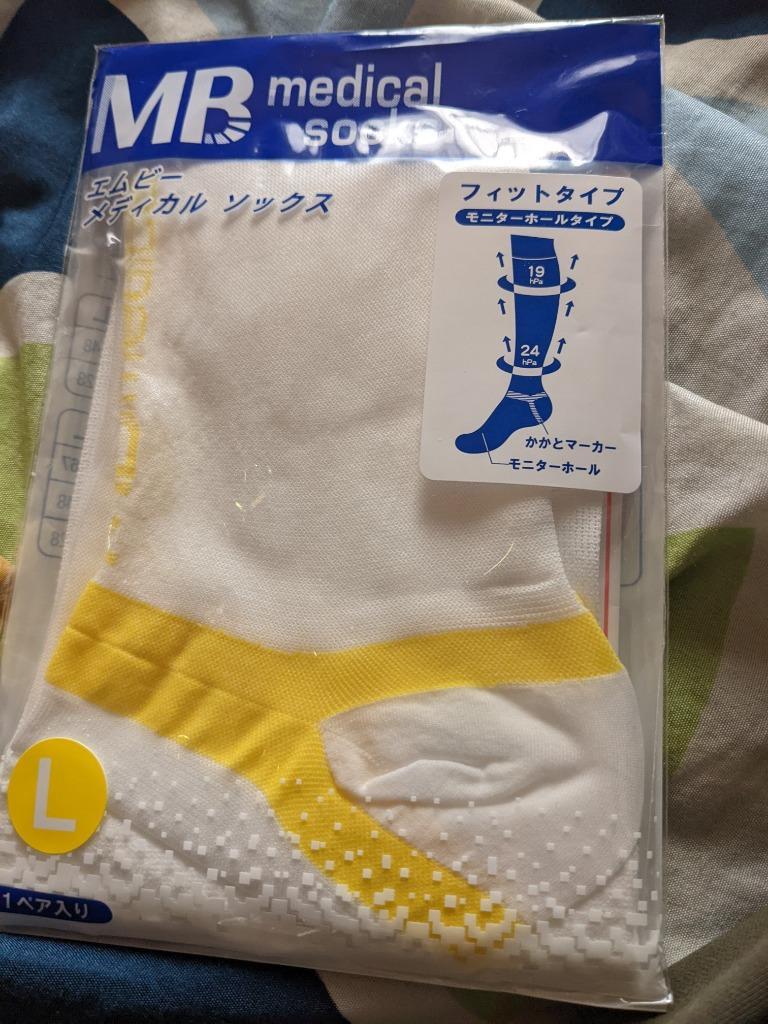 MB medical
socks
エムビー
メディカル ソックス
フィットタイプ
モニターホールタイプ
19
hPa
24
hPa
かかとマーカー
モニターホール
L
1ペア入り